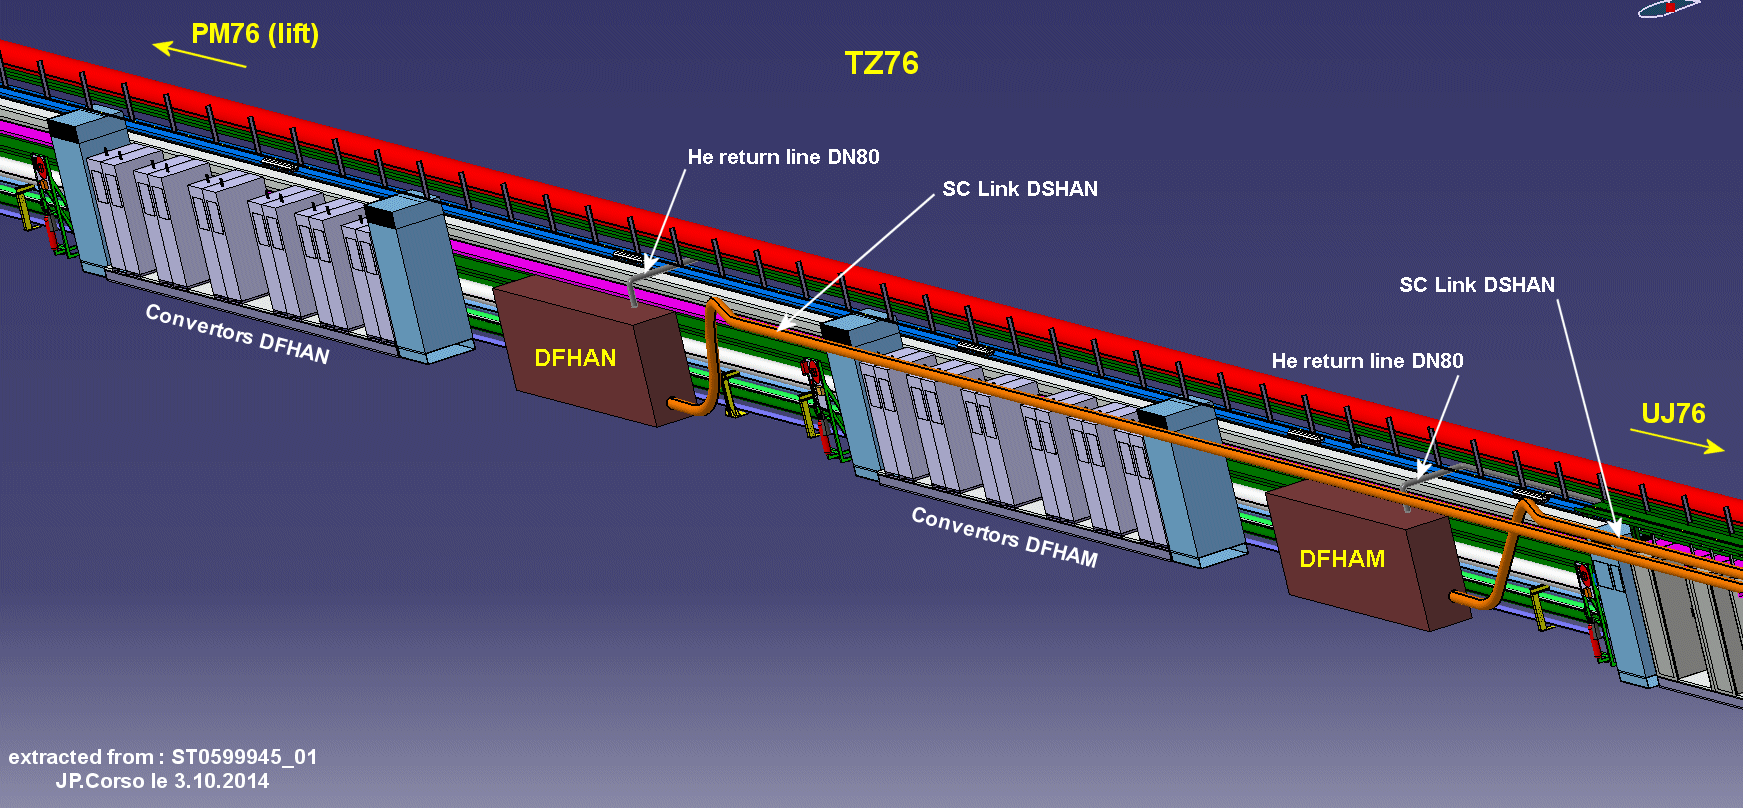 PM76 (lift)
TZ76
He return line DN80
SC Link DSHAN
SC Link DSHAN
Convertors DFHAN
DFHAN
He return line DN80
UJ76
Convertors DFHAM
DFHAM
extracted from : ST0599945_01
JP.Corso le 3.10.2014